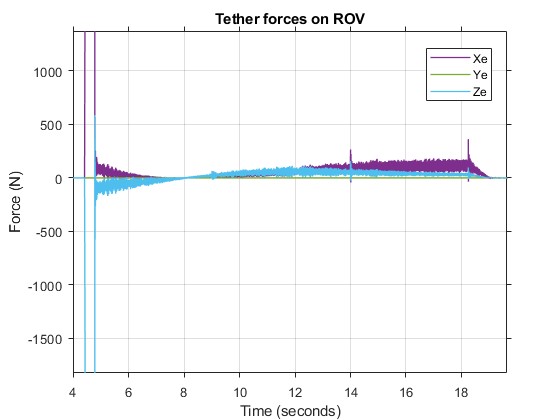 Tether forces on ROV
Xe
Ye
Ze
1000
500
0
-500
-1000
-1500
Force (N)
4 6 8 10 12 14 16 18
Time (seconds)